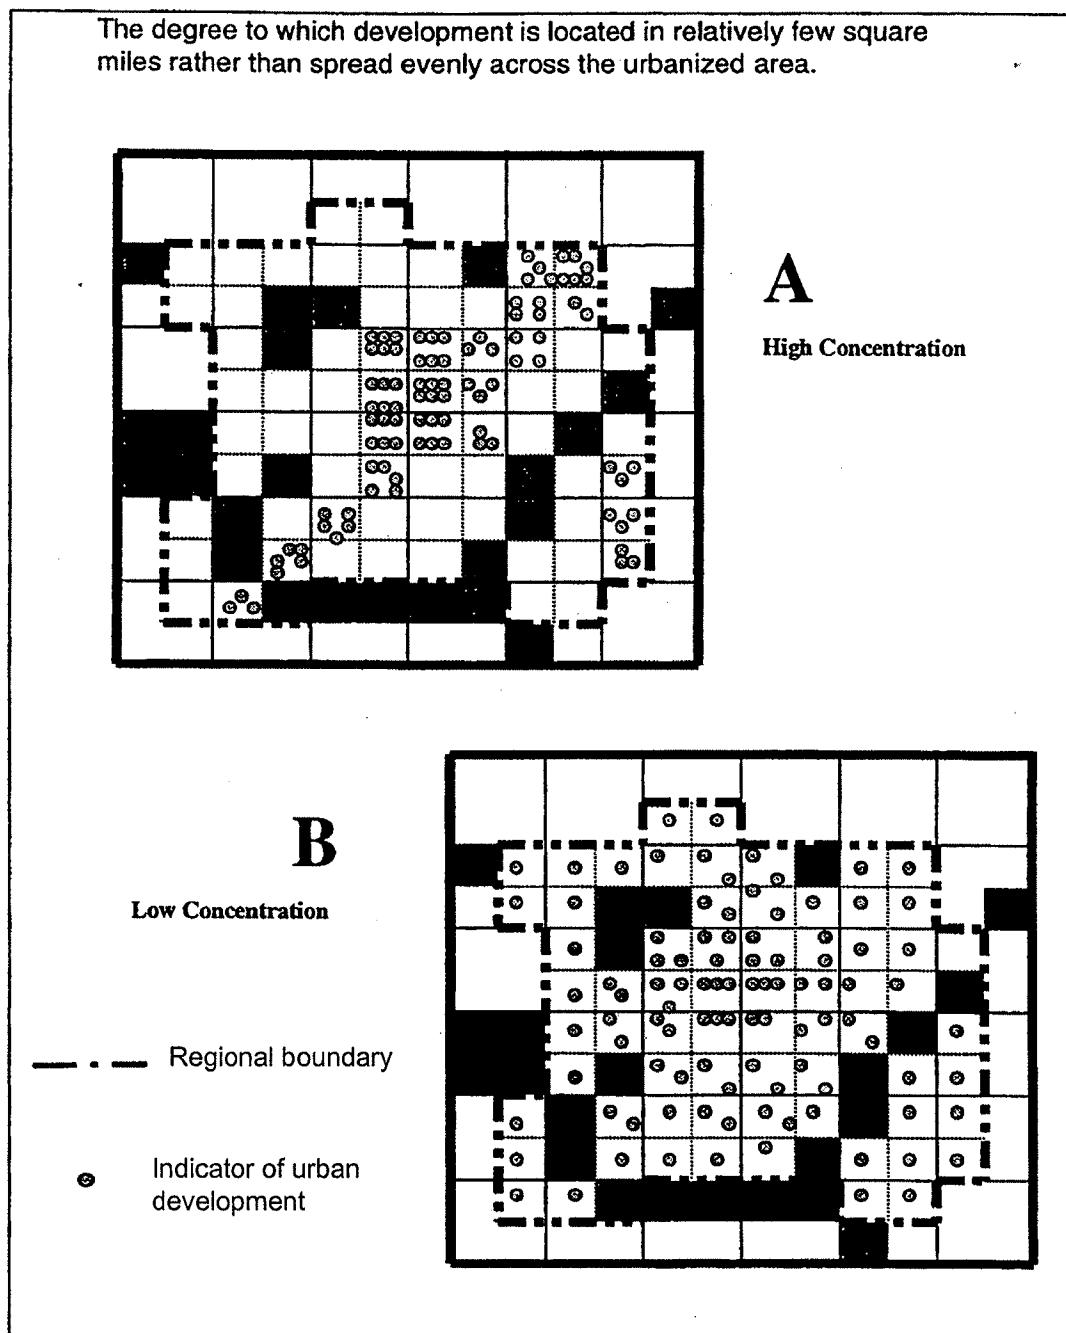 The degree to which development is located in relatively few square
miles rather than spread evenly across the urbanized area.
A
High Concentration
B
Low Concentration
Regional boundary
Indicator of urban
development